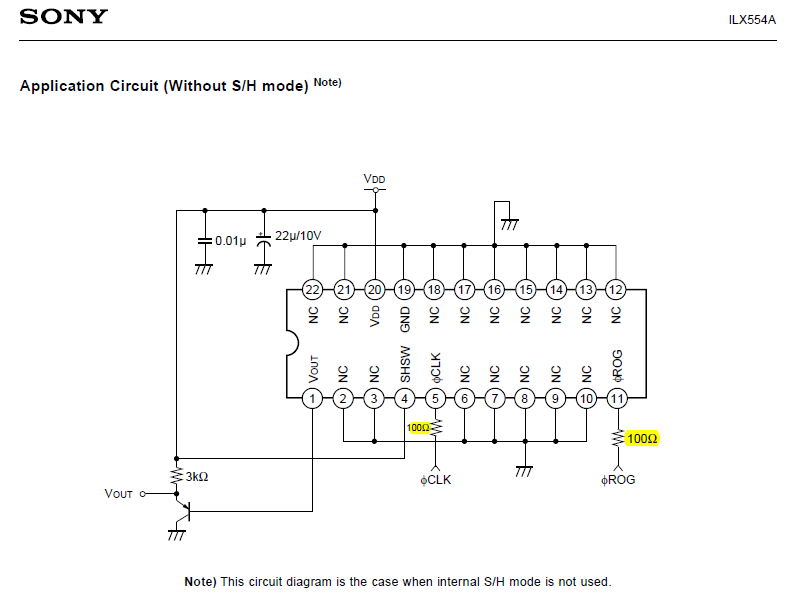 SONY
ILX554A
Application Circuit (Without S/H mode) Note)
VDD
0.01μ
22μ/10V
22 21 20 19 18 17 16 15 14 13 12
NC NC VDD GND NC NC NC NC NC NC NC
VOUT NC NC SHSW ϕCLK NC NC NC NC NC ϕROG
1 2 3 4 5 6 7 8 9 10 11
100Ω
100Ω
3kΩ
ϕCLK
ϕROG
VOUT
Note) This circuit diagram is the case when internal S/H mode is not used.